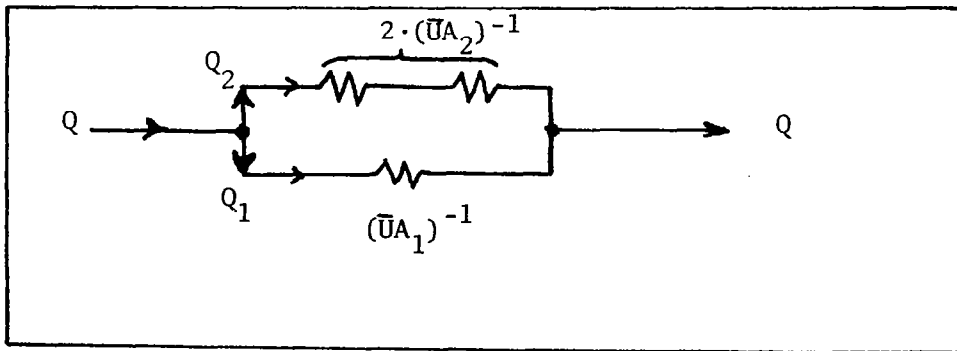 2·(ŪA₂)⁻¹
Q₂
Q Q
Q₁
(ŪA₁)⁻¹